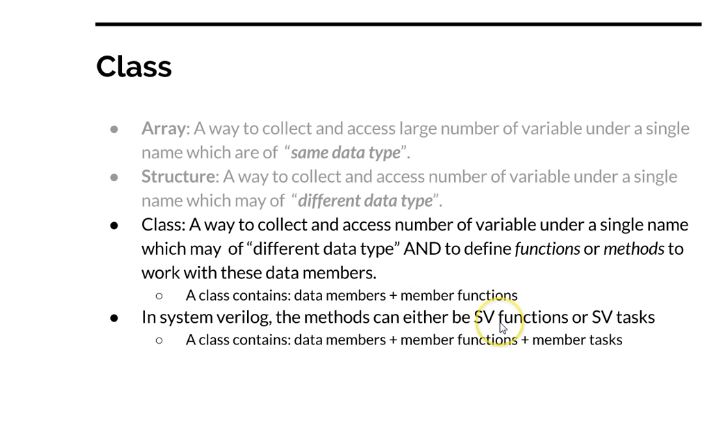 Class
● Array: A way to collect and access large number of variable under a single
name which are of "same data type".
● Structure: A way to collect and access number of variable under a single
name which may of "different data type".
● Class: A way to collect and access number of variable under a single name
which may of "different data type" AND to define functions or methods to
work with these data members.
○ A class contains: data members + member functions
● In system verilog, the methods can either be SV functions or SV tasks
○ A class contains: data members + member functions + member tasks